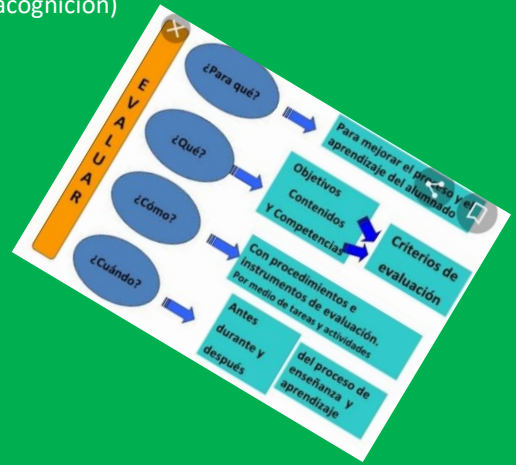 acognición)
EVALUAR
¿Para qué?
Para mejorar el proceso y el
aprendizaje del alumnado
¿Qué?
Objetivos
Contenidos
y Competencias
Criterios de
evaluación
¿Cómo?
Con procedimientos e
instrumentos de evaluación.
Por medio de tareas y actividades
¿Cuándo?
Antes
durante y
después
del proceso de
enseñanza y
aprendizaje